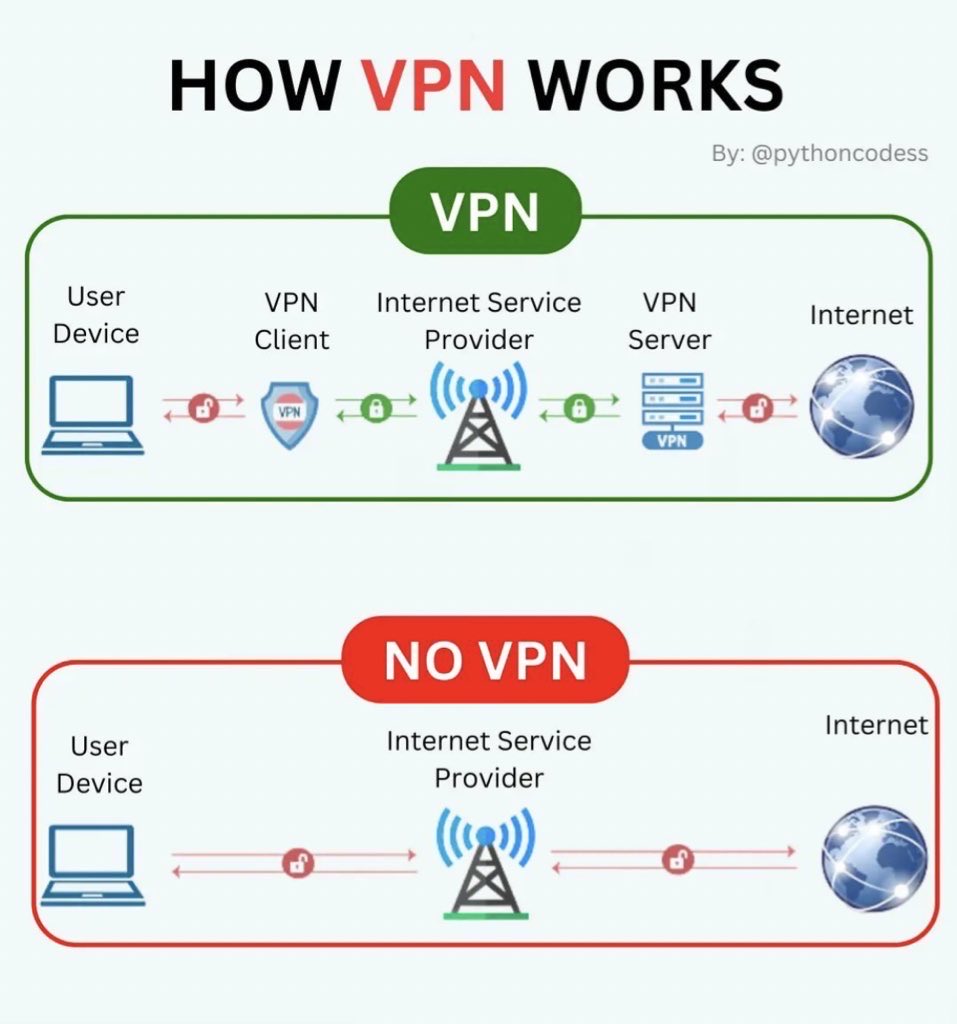 HOW VPN WORKS
By: @pythoncodess
VPN
User
Device
VPN
Client
Internet Service
Provider
VPN
Server
Internet
VPN
VPN
NO VPN
User
Device
Internet Service
Provider
Internet